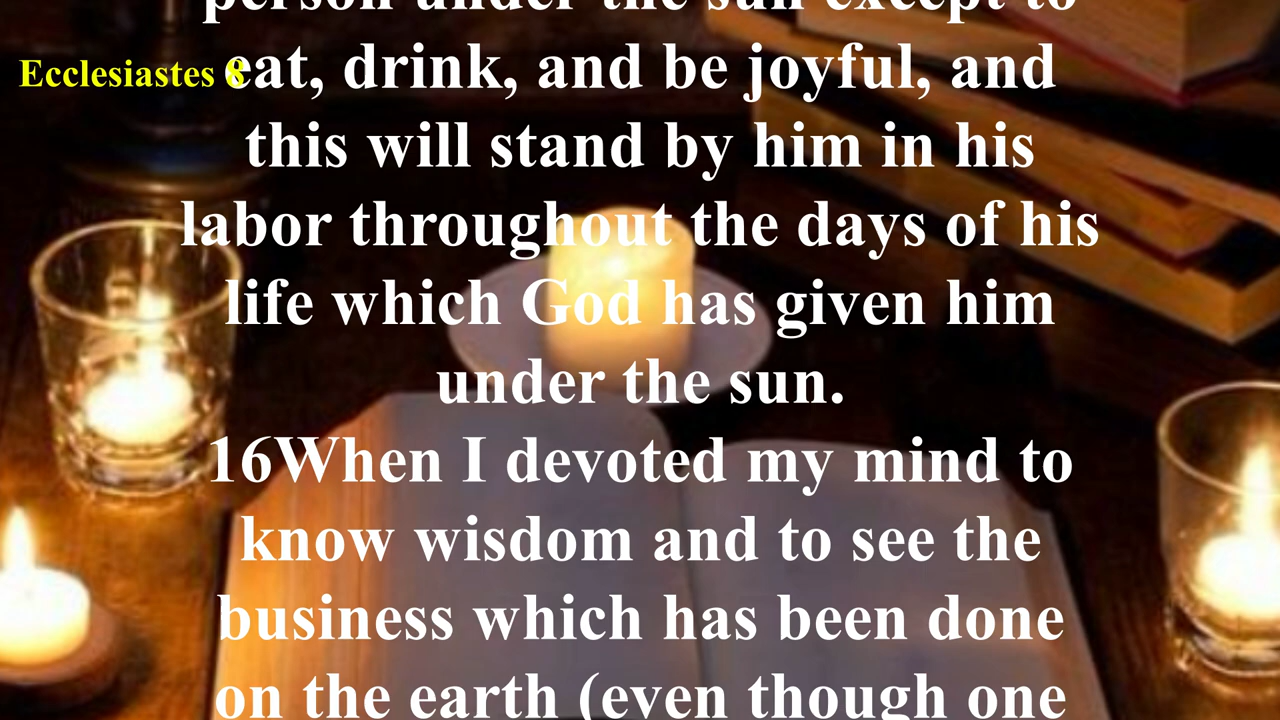 person under the sun except to
Ecclesiastes 8
eat, drink, and be joyful, and
this will stand by him in his
labor throughout the days of his
life which God has given him
under the sun.
16When I devoted my mind to
know wisdom and to see the
business which has been done
on the earth (even though one